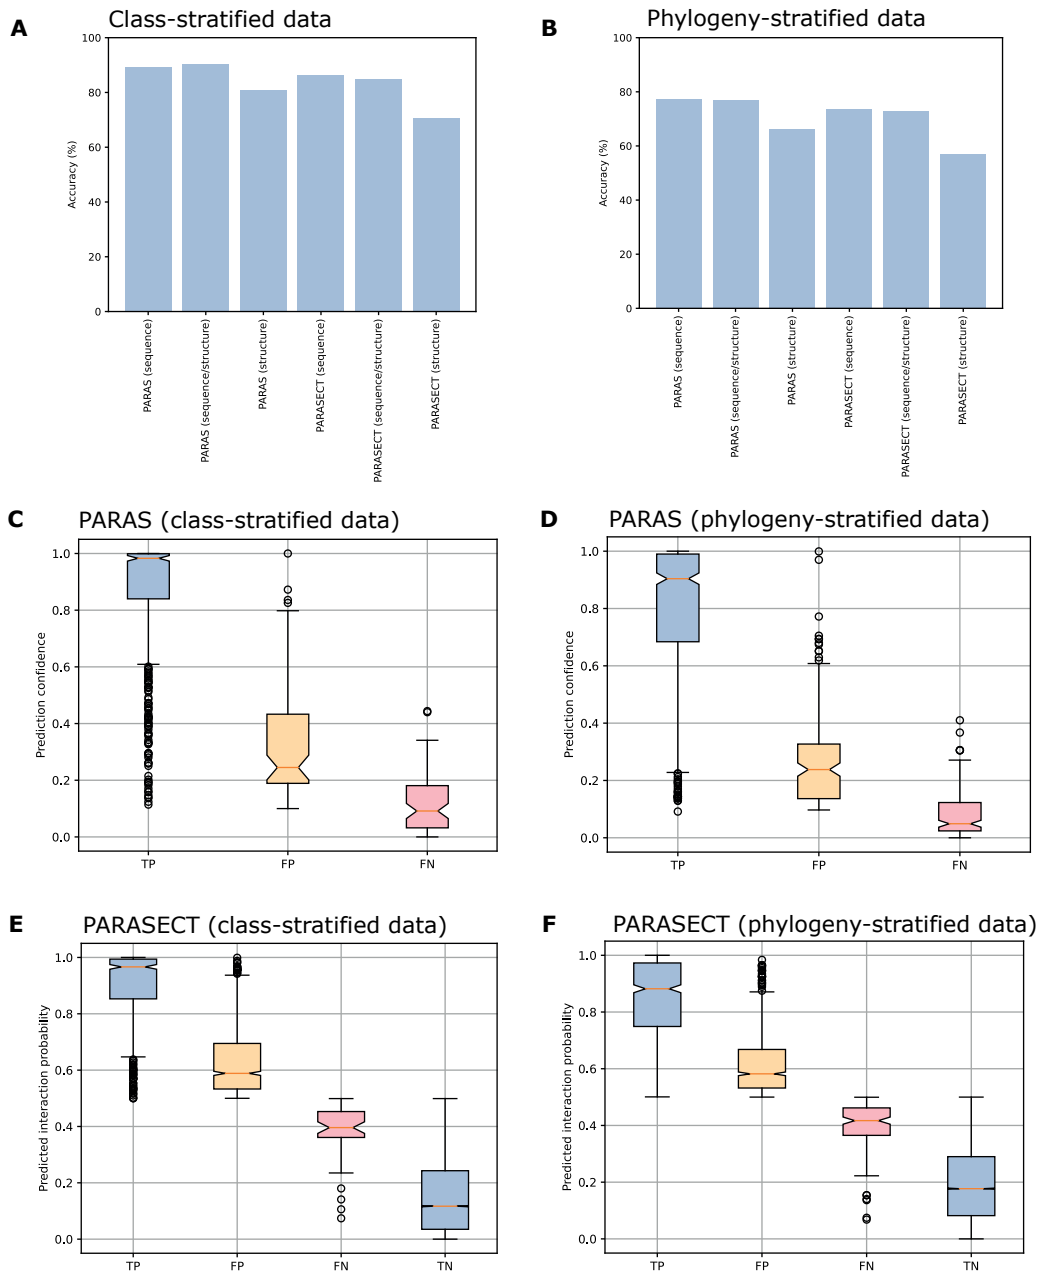 A
Class-stratified data
100
80
60
40
20
0
Accuracy (%)
PARAS (sequence)
PARAS (sequence/structure)
PARAS (structure)
PARASECT (sequence)
PARASECT (sequence/structure)
PARASECT (structure)
B
Phylogeny-stratified data
100
80
60
40
20
0
Accuracy (%)
PARAS (sequence)
PARAS (sequence/structure)
PARAS (structure)
PARASECT (sequence)
PARASECT (sequence/structure)
PARASECT (structure)
C
PARAS (class-stratified data)
1.0
0.8
0.6
0.4
0.2
0.0
Prediction confidence
TP
FP
FN
D
PARAS (phylogeny-stratified data)
1.0
0.8
0.6
0.4
0.2
0.0
Prediction confidence
TP
FP
FN
E
PARASECT (class-stratified data)
1.0
0.8
0.6
0.4
0.2
0.0
Predicted interaction probability
TP
FP
FN
TN
F
PARASECT (phylogeny-stratified data)
1.0
0.8
0.6
0.4
0.2
0.0
Predicted interaction probability
TP
FP
FN
TN